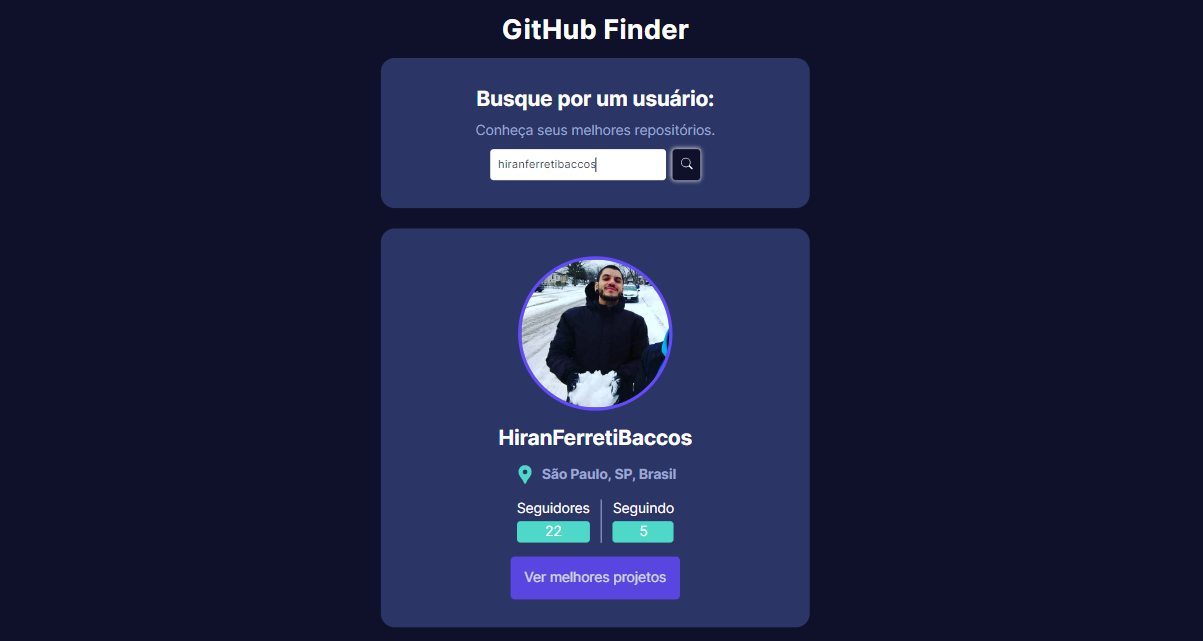 GitHub Finder
Busque por um usuário:
Conheça seus melhores repositórios.
hiranferretibaccos
HiranFerretiBaccos
São Paulo, SP, Brasil
Seguidores Seguindo
22 5
Ver melhores projetos